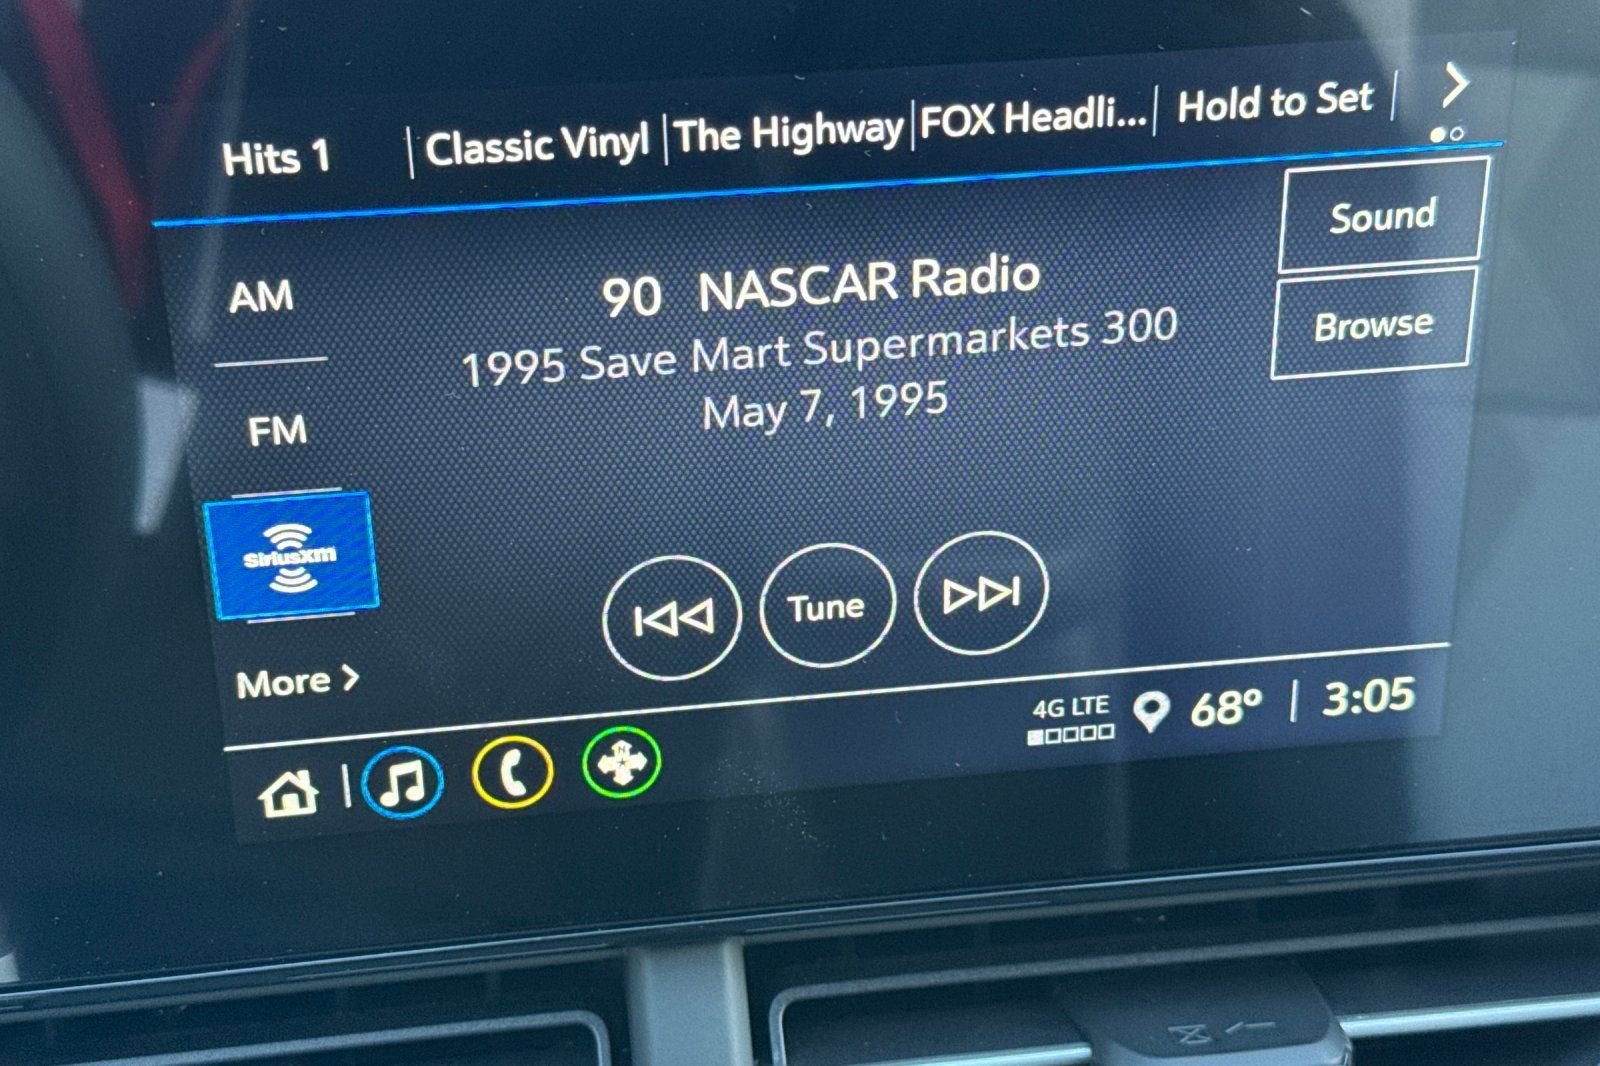 Hits 1 | Classic Vinyl | The Highway | FOX Headli... | Hold to Set |
Sound
AM
90 NASCAR Radio
Browse
1995 Save Mart Supermarkets 300
May 7, 1995
FM
siriusxm
Tune
More >
4G LTE
68° | 3:05
N